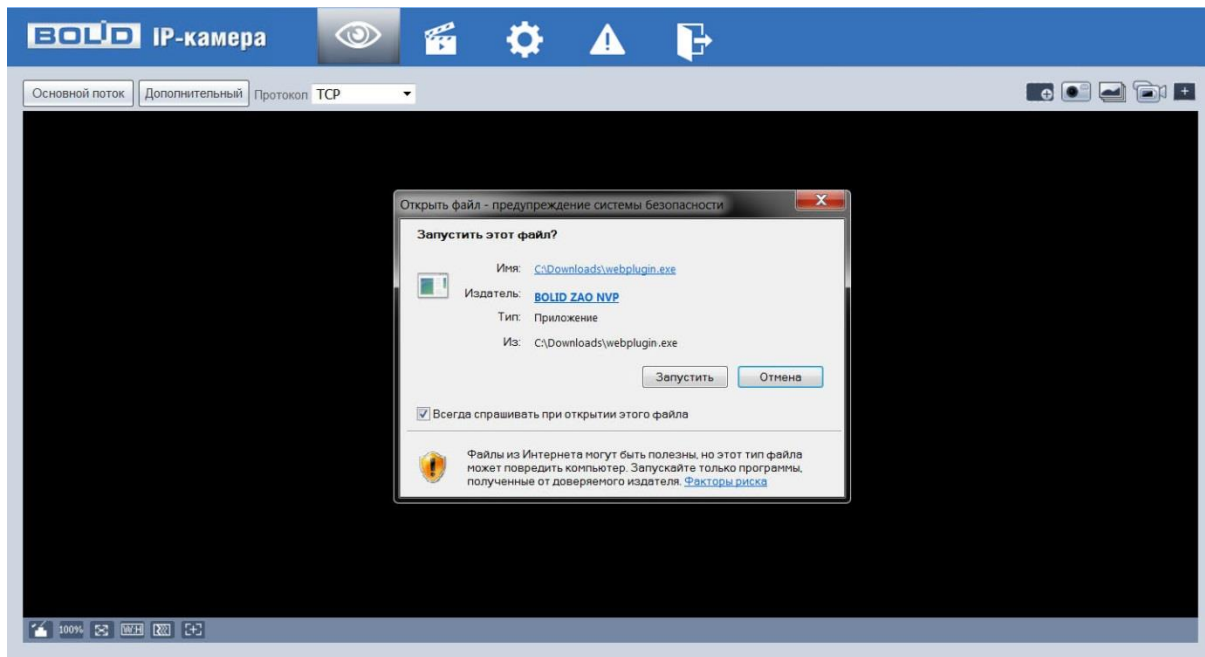 BOLID IP-камера
Основной поток Дополнительный Протокол TCP
Открыть файл - предупреждение системы безопасности
Запустить этот файл?
Имя: C:\Downloads\webplugin.exe
Издатель: BOLID ZAO NVP
Тип: Приложение
Из: C:\Downloads\webplugin.exe
Запустить Отмена
Всегда спрашивать при открытии этого файла
Файлы из Интернета могут быть полезны, но этот тип файла
может повредить компьютер. Запускайте только программы,
полученные от доверяемого издателя. Факторы риска
100% W:H